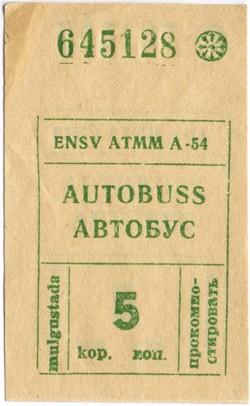 645128
ENSV ATMM A-54
AUTOBUSS
АВТОБУС
mulgustada
5
kop. коп.
прокомпо-
стировать